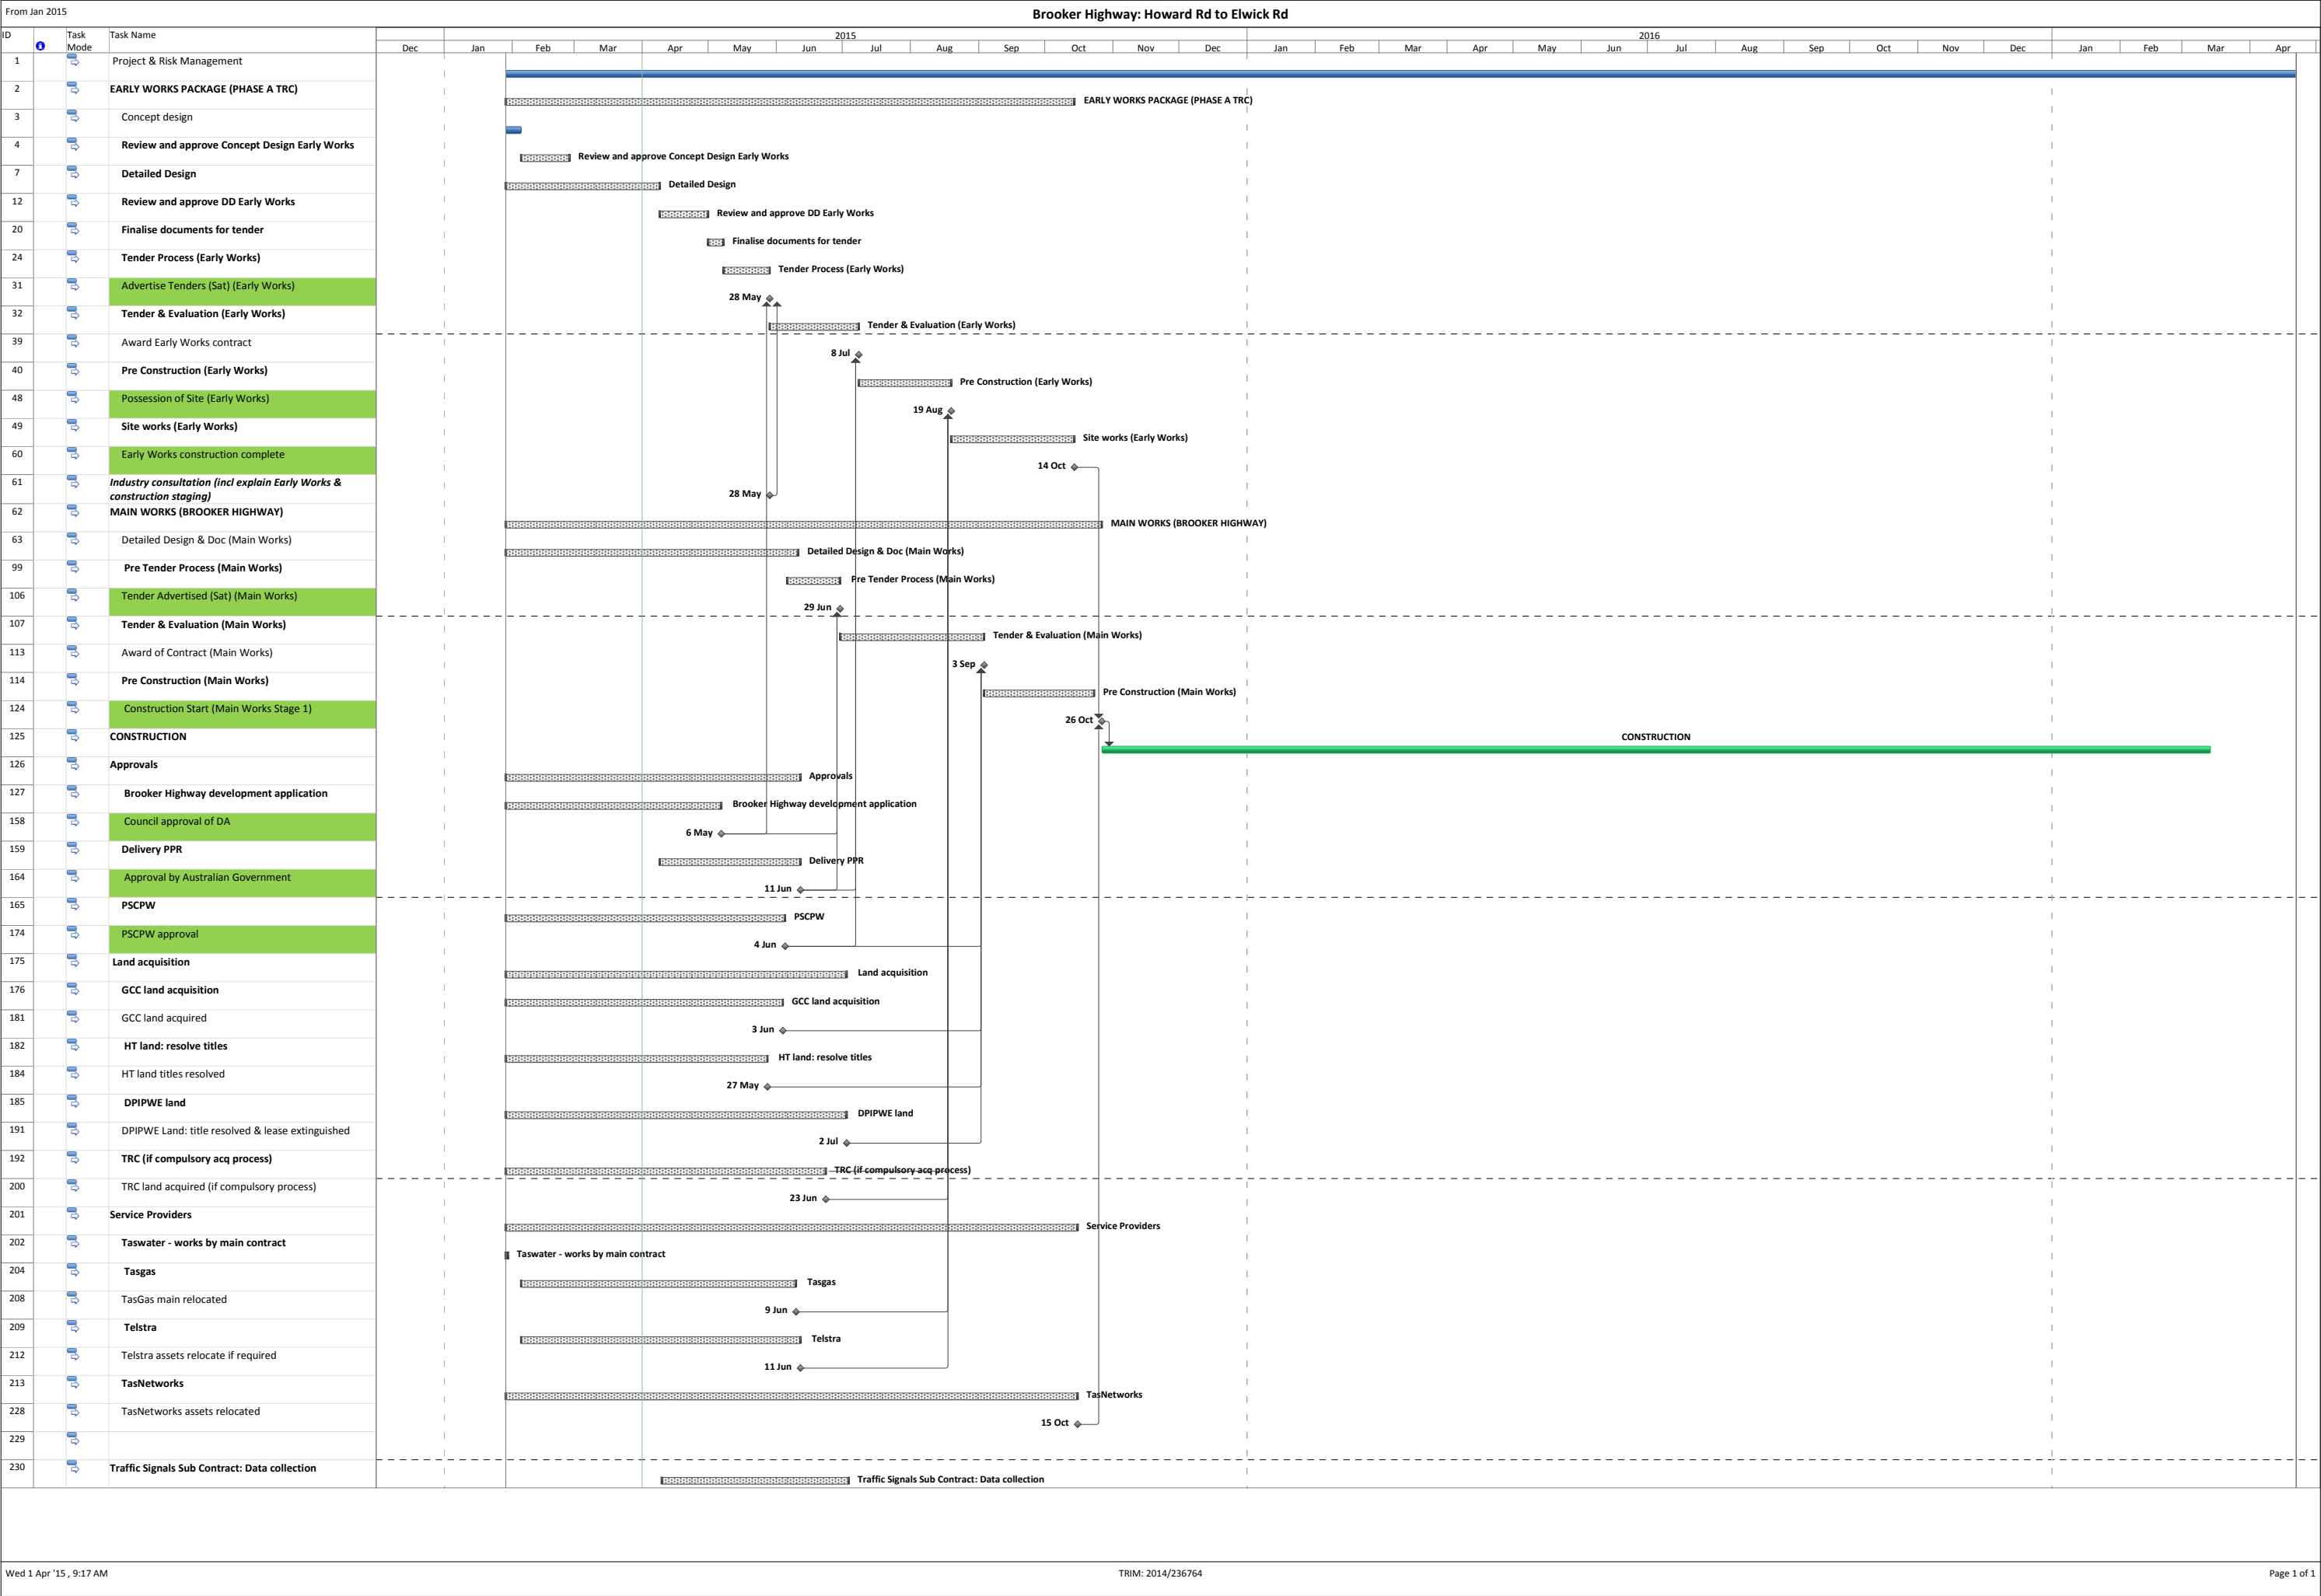 From Jan 2015
Brooker Highway: Howard Rd to Elwick Rd
ID Task Mode Task Name
2015 2016
Dec Jan Feb Mar Apr May Jun Jul Aug Sep Oct Nov Dec Jan Feb Mar Apr May Jun Jul Aug Sep Oct Nov Dec Jan Feb Mar Apr
1 Project & Risk Management
2 EARLY WORKS PACKAGE (PHASE A TRC)
EARLY WORKS PACKAGE (PHASE A TRC)
3 Concept design
4 Review and approve Concept Design Early Works
Review and approve Concept Design Early Works
7 Detailed Design
Detailed Design
12 Review and approve DD Early Works
Review and approve DD Early Works
20 Finalise documents for tender
Finalise documents for tender
24 Tender Process (Early Works)
Tender Process (Early Works)
31 Advertise Tenders (Sat) (Early Works)
28 May
32 Tender & Evaluation (Early Works)
Tender & Evaluation (Early Works)
39 Award Early Works contract
8 Jul
40 Pre Construction (Early Works)
Pre Construction (Early Works)
48 Possession of Site (Early Works)
19 Aug
49 Site works (Early Works)
Site works (Early Works)
60 Early Works construction complete
14 Oct
61 Industry consultation (incl explain Early Works &
construction staging)
28 May
62 MAIN WORKS (BROOKER HIGHWAY)
MAIN WORKS (BROOKER HIGHWAY)
63 Detailed Design & Doc (Main Works)
Detailed Design & Doc (Main Works)
99 Pre Tender Process (Main Works)
Pre Tender Process (Main Works)
106 Tender Advertised (Sat) (Main Works)
29 Jun
107 Tender & Evaluation (Main Works)
Tender & Evaluation (Main Works)
113 Award of Contract (Main Works)
3 Sep
114 Pre Construction (Main Works)
Pre Construction (Main Works)
124 Construction Start (Main Works Stage 1)
26 Oct
125 CONSTRUCTION
CONSTRUCTION
126 Approvals
Approvals
127 Brooker Highway development application
Brooker Highway development application
158 Council approval of DA
6 May
159 Delivery PPR
Delivery PPR
164 Approval by Australian Government
11 Jun
165 PSCPW
PSCPW
174 PSCPW approval
4 Jun
175 Land acquisition
Land acquisition
176 GCC land acquisition
GCC land acquisition
181 GCC land acquired
3 Jun
182 HT land: resolve titles
HT land: resolve titles
184 HT land titles resolved
27 May
185 DPIPWE land
DPIPWE land
191 DPIPWE Land: title resolved & lease extinguished
2 Jul
192 TRC (if compulsory acq process)
TRC (if compulsory acq process)
200 TRC land acquired (if compulsory process)
23 Jun
201 Service Providers
Service Providers
202 Taswater - works by main contract
Taswater - works by main contract
204 Tasgas
Tasgas
208 TasGas main relocated
9 Jun
209 Telstra
Telstra
212 Telstra assets relocate if required
11 Jun
213 TasNetworks
TasNetworks
228 TasNetworks assets relocated
15 Oct
229
230 Traffic Signals Sub Contract: Data collection
Traffic Signals Sub Contract: Data collection
Wed 1 Apr '15 , 9:17 AM
TRIM: 2014/236764
Page 1 of 1